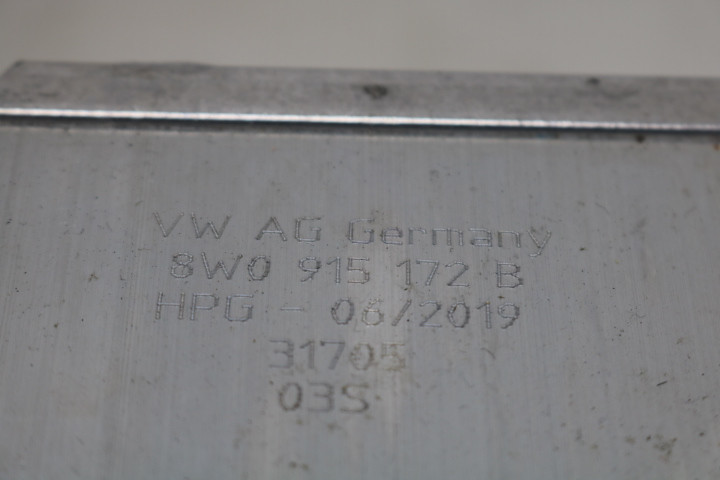 VW AG Germany
8W0 915 172 B
HPG - 06/2019
31705
03S